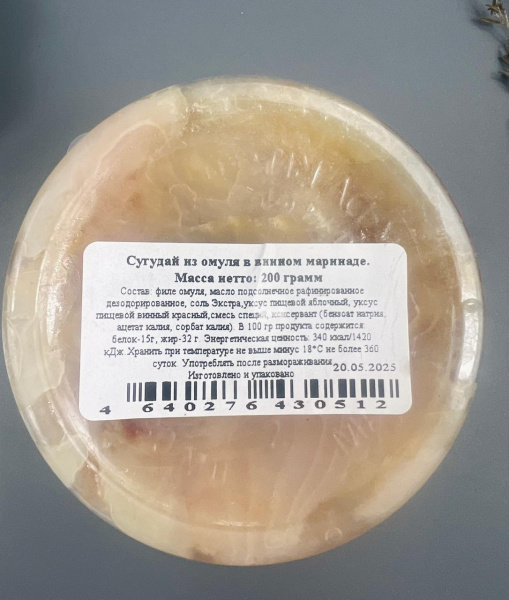 Сугудай из омуля в винном маринаде.
Масса нетто: 200 грамм
Состав: филе омуля, масло подсолнечное рафинированное
дезодорированное, соль Экстра,уксус пищевой яблочный, уксус
пищевой винный красный,смесь специй, консервант (бензоат натрия,
ацетат калия, сорбат калия). В 100 гр продукта содержится:
белок-15г, жир-32 г. Энергетическая ценность: 340 ккал/1420
кДж .Хранить при температуре не выше минус 18°С не более 360
суток. Употреблять после размораживания
20.05.2025
Изготовлено и упаковано
4 640276 430512